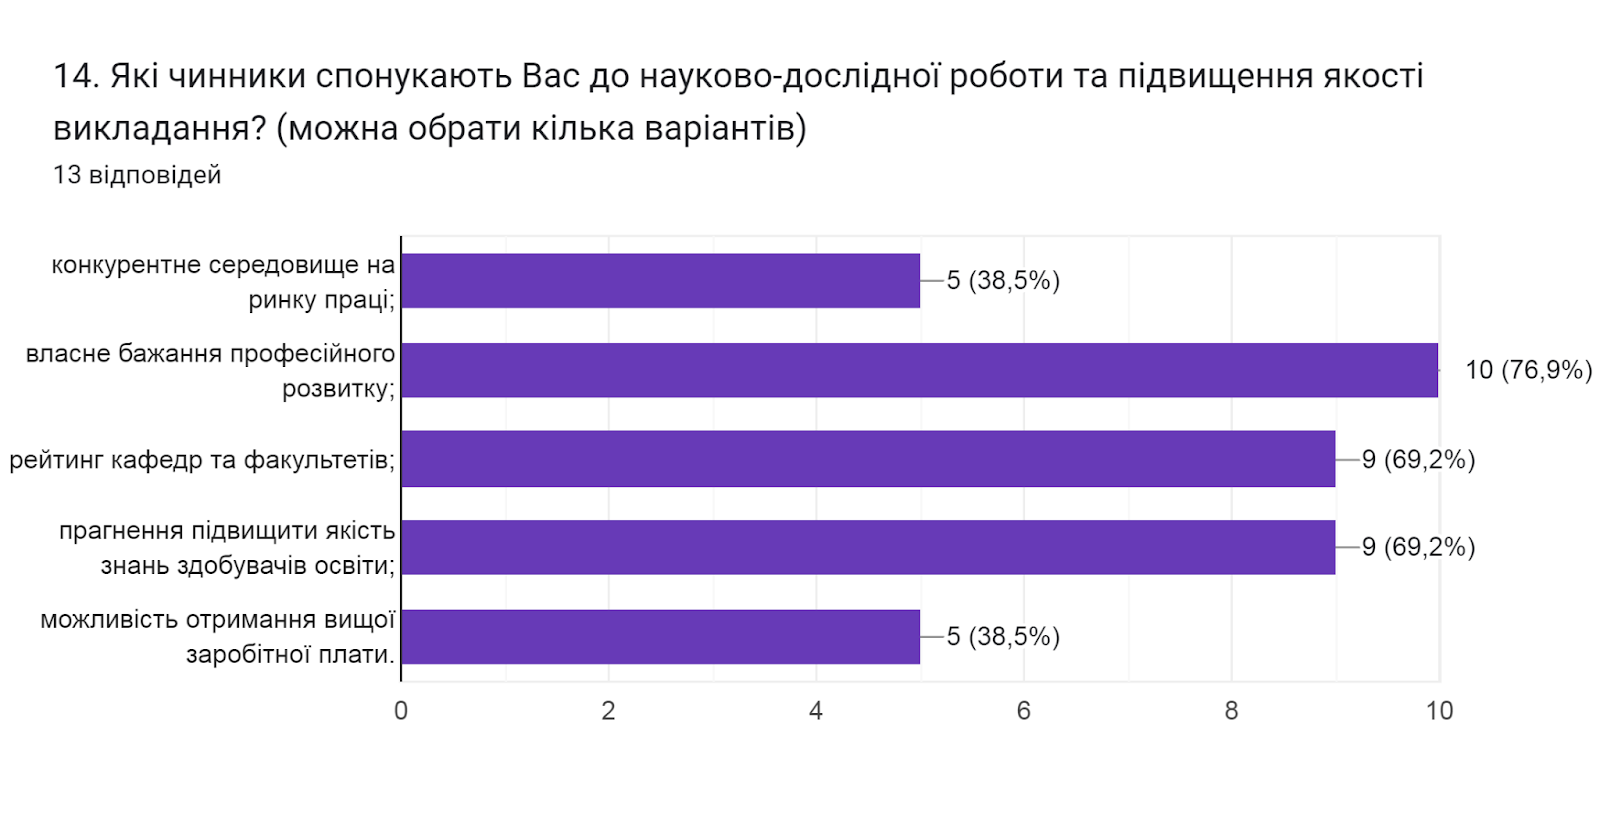 14. Які чинники спонукають Вас до науково-дослідної роботи та підвищення якості
викладання? (можна обрати кілька варіантів)
13 відповідей
конкурентне середовище на
ринку праці;
5 (38,5%)
власне бажання професійного
розвитку;
10 (76,9%)
рейтинг кафедр та факультетів;
9 (69,2%)
прагнення підвищити якість
знань здобувачів освіти;
9 (69,2%)
можливість отримання вищої
заробітної плати.
5 (38,5%)
0 2 4 6 8 10